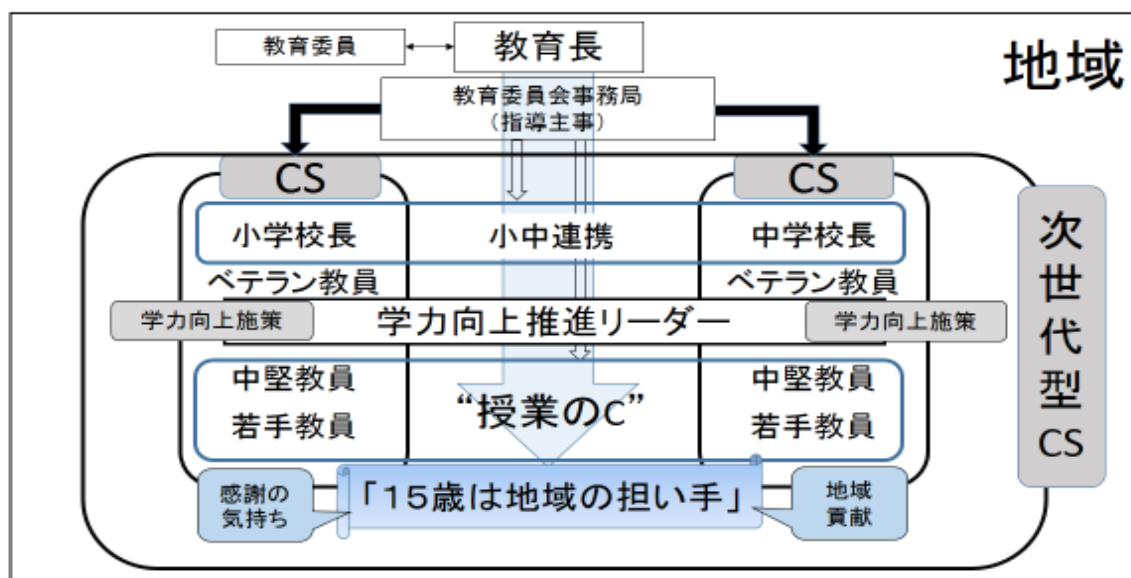 教育委員
教育長
地域
教育委員会事務局
(指導主事)
CS
CS
小学校長
小中連携
中学校長
ベテラン教員
ベテラン教員
学力向上施策
学力向上推進リーダー
学力向上施策
中堅教員
若手教員
“授業のC”
中堅教員
若手教員
感謝の
気持ち
「15歳は地域の担い手」
地域
貢献
次世代型CS